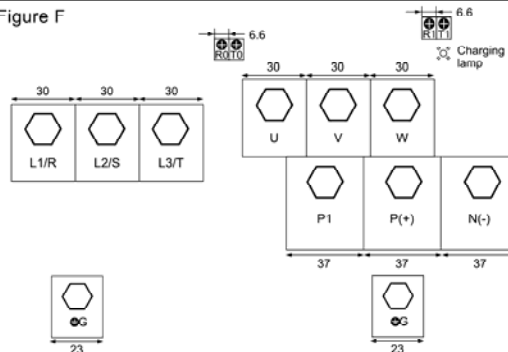 Figure F
6.6
R0 T0
6.6
R1 T1
Charging
lamp
30 30 30
L1/R L2/S L3/T
30 30 30
U V W
P1 P(+) N(-)
37 37 37
G
23
G
23